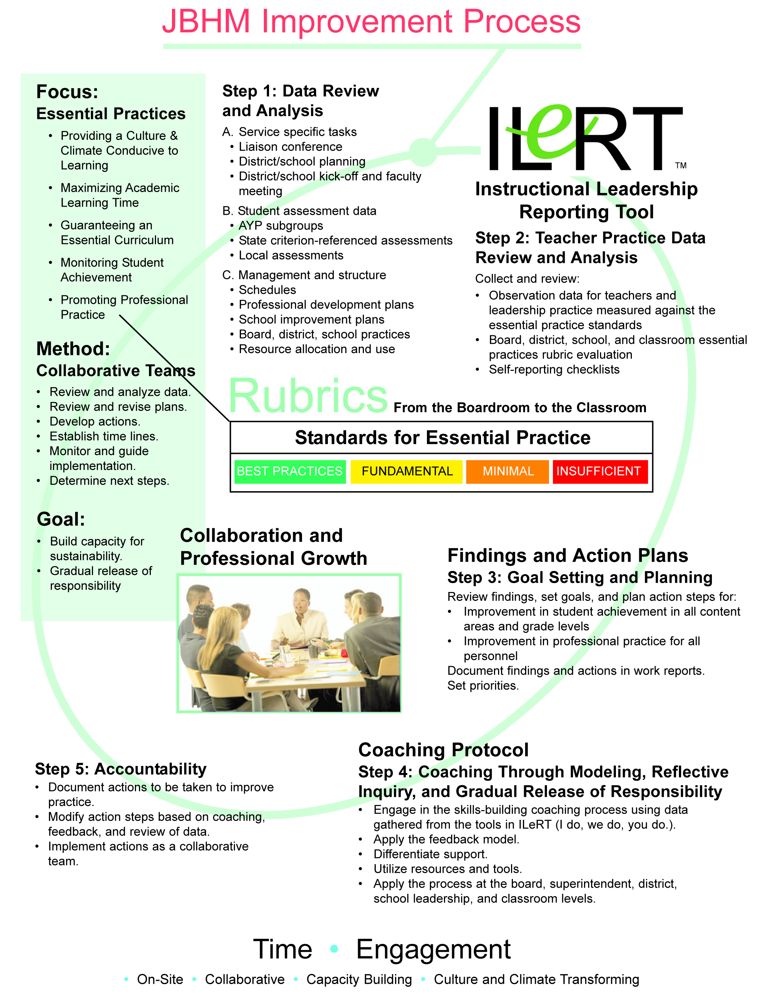 JBHM Improvement Process
Focus:
Essential Practices
• Providing a Culture &
Climate Conducive to
Learning
• Maximizing Academic
Learning Time
• Guaranteeing an
Essential Curriculum
• Monitoring Student
Achievement
• Promoting Professional
Practice
Method:
Collaborative Teams
• Review and analyze data.
• Review and revise plans.
• Develop actions.
• Establish time lines.
• Monitor and guide
implementation.
• Determine next steps.
Goal:
• Build capacity for
sustainability.
• Gradual release of
responsibility
Step 1: Data Review
and Analysis
A. Service specific tasks
• Liaison conference
• District/school planning
• District/school kick-off and faculty
meeting
B. Student assessment data
• AYP subgroups
• State criterion-referenced assessments
• Local assessments
C. Management and structure
• Schedules
• Professional development plans
• School improvement plans
• Board, district, school practices
• Resource allocation and use
ILeRT™
Instructional Leadership
Reporting Tool
Step 2: Teacher Practice Data
Review and Analysis
Collect and review:
• Observation data for teachers and
leadership practice measured against the
essential practice standards
• Board, district, school, and classroom essential
practices rubric evaluation
• Self-reporting checklists
Rubrics From the Boardroom to the Classroom
Standards for Essential Practice
BEST PRACTICES FUNDAMENTAL MINIMAL INSUFFICIENT
Collaboration and
Professional Growth
Findings and Action Plans
Step 3: Goal Setting and Planning
Review findings, set goals, and plan action steps for:
• Improvement in student achievement in all content
areas and grade levels
• Improvement in professional practice for all
personnel
Document findings and actions in work reports.
Set priorities.
Coaching Protocol
Step 4: Coaching Through Modeling, Reflective
Inquiry, and Gradual Release of Responsibility
• Engage in the skills-building coaching process using data
gathered from the tools in ILeRT (I do, we do, you do.).
• Apply the feedback model.
• Differentiate support.
• Utilize resources and tools.
• Apply the process at the board, superintendent, district,
school leadership, and classroom levels.
Step 5: Accountability
• Document actions to be taken to improve
practice.
• Modify action steps based on coaching,
feedback, and review of data.
• Implement actions as a collaborative
team.
Time • Engagement
• On-Site • Collaborative • Capacity Building • Culture and Climate Transforming